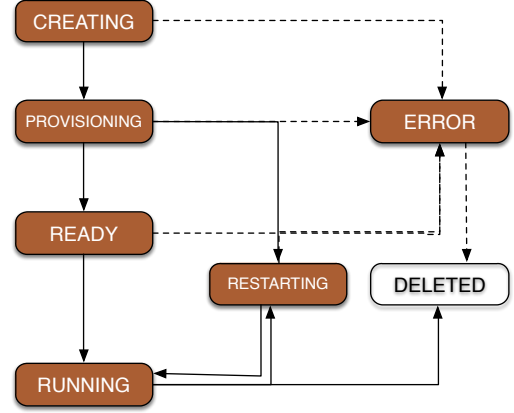 CREATING
PROVISIONING
ERROR
READY
RESTARTING
DELETED
RUNNING